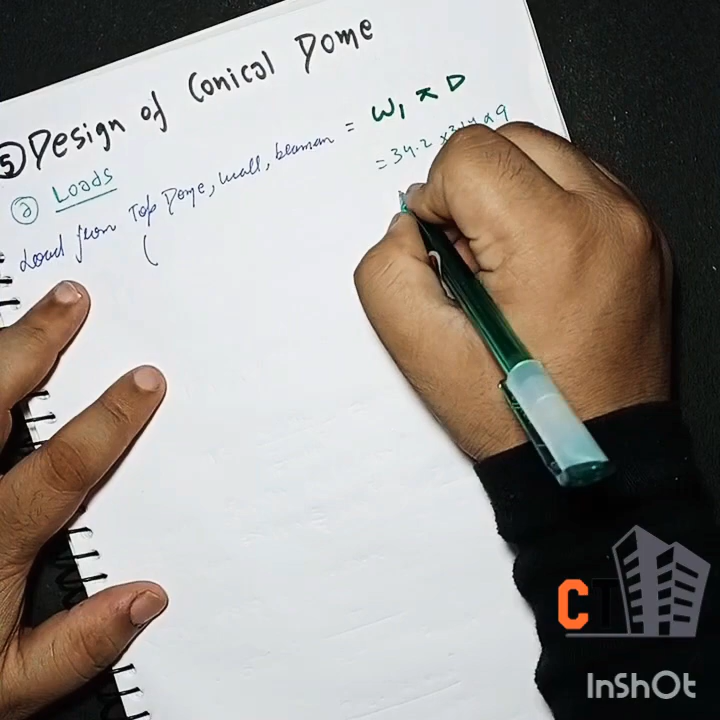 ⑤ Design of Conical Dome
ⓐ Loads
Load from Top Dome, wall, beam = W₁ π D
= 34.2 × 3.14 × 9
(
CT
InShOt